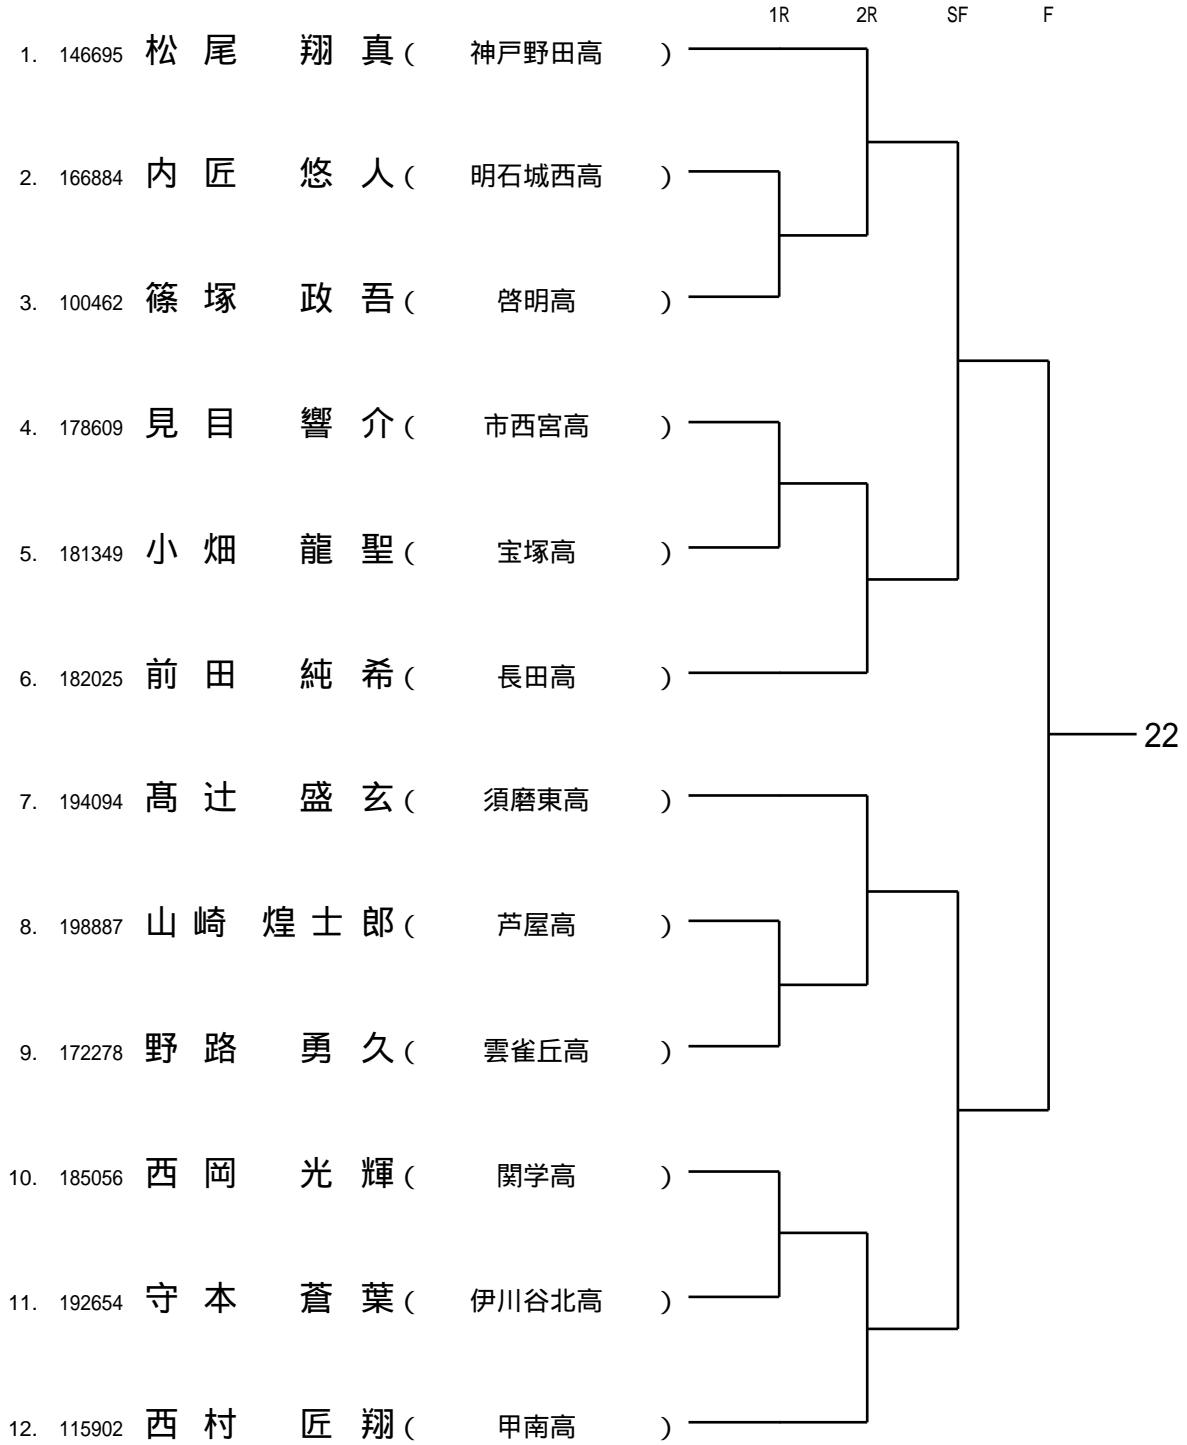 1R 2R SF F
1. 146695 松尾 翔真 ( 神戸野田高 )
2. 166884 内匠 悠人 ( 明石城西高 )
3. 100462 篠塚 政吾 ( 啓明高 )
4. 178609 見目 響介 ( 市西宮高 )
5. 181349 小畑 龍聖 ( 宝塚高 )
6. 182025 前田 純希 ( 長田高 )
22
7. 194094 髙辻 盛玄 ( 須磨東高 )
8. 198887 山崎 煌士郎 ( 芦屋高 )
9. 172278 野路 勇久 ( 雲雀丘高 )
10. 185056 西岡 光輝 ( 関学高 )
11. 192654 守本 蒼葉 ( 伊川谷北高 )
12. 115902 西村 匠翔 ( 甲南高 )